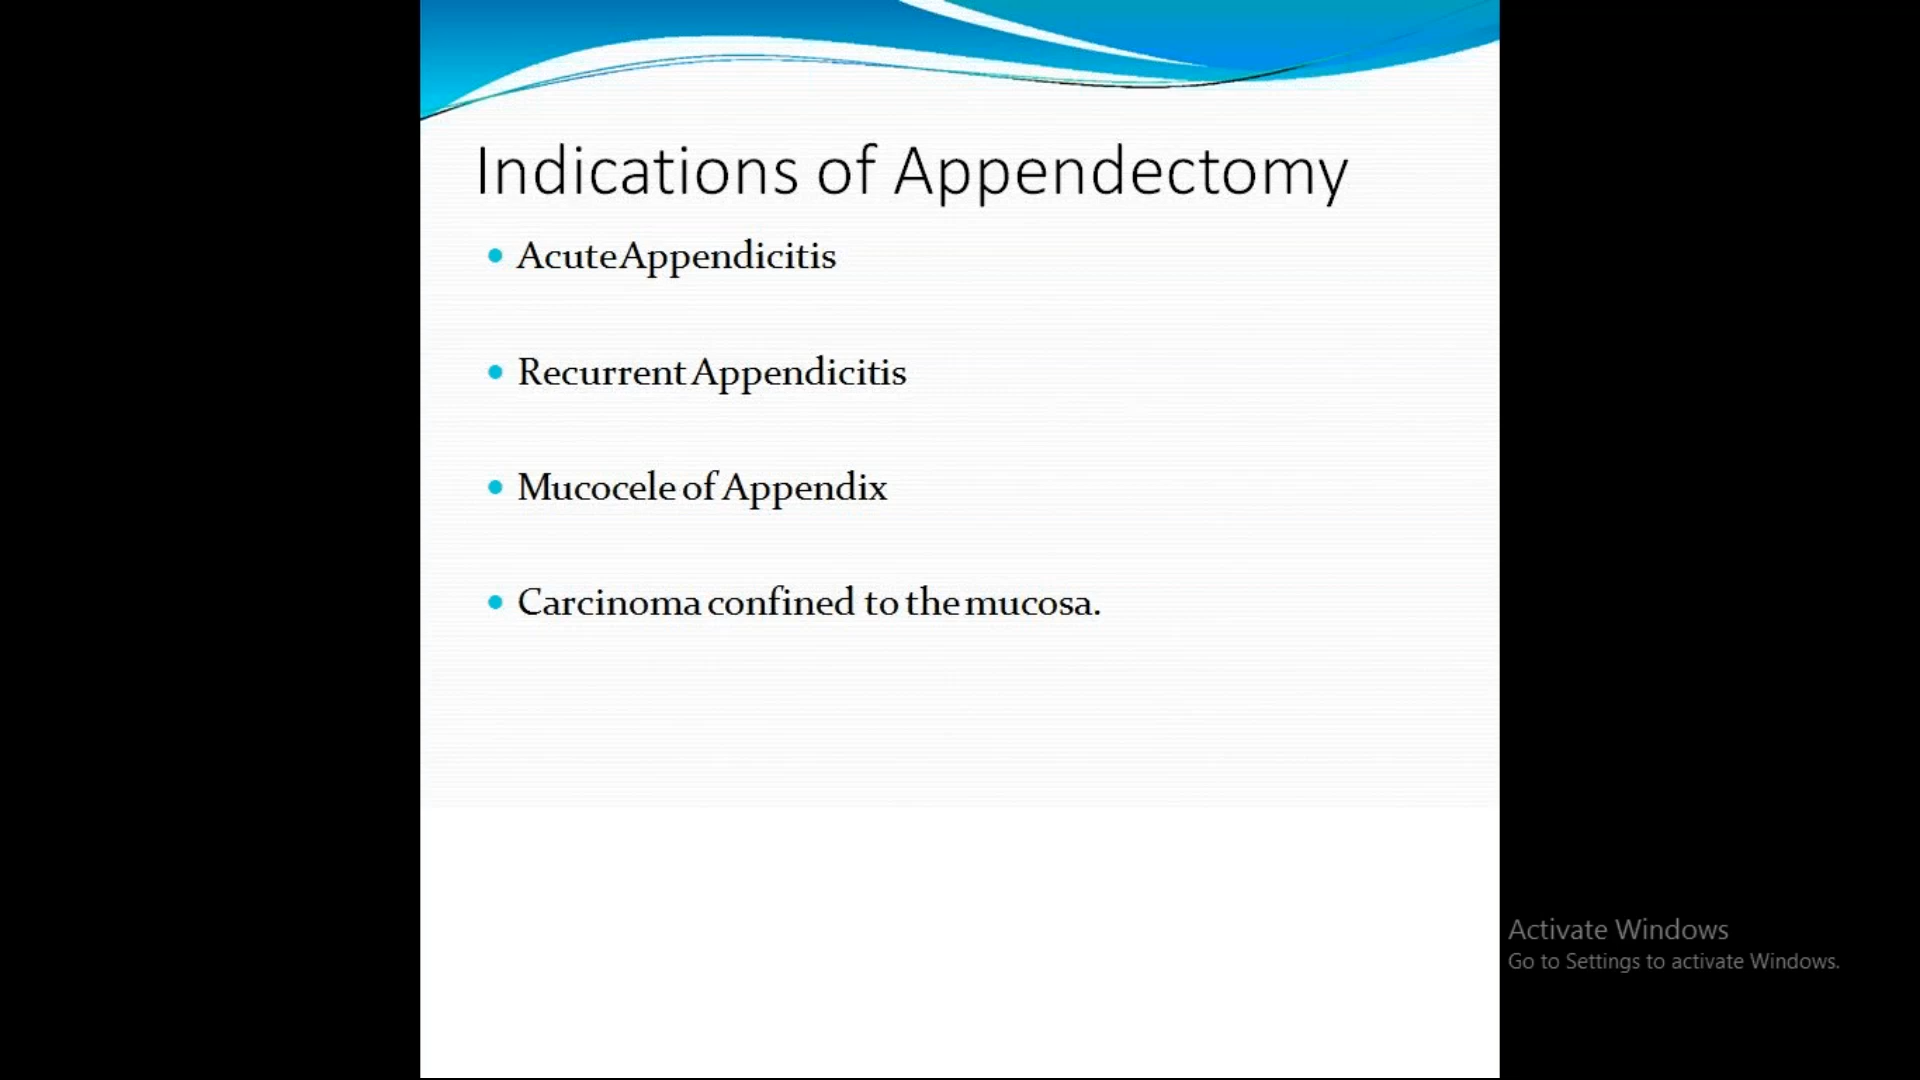 Indications of Appendectomy
Acute Appendicitis
Recurrent Appendicitis
Mucocele of Appendix
Carcinoma confined to the mucosa.
Activate Windows
Go to Settings to activate Windows.